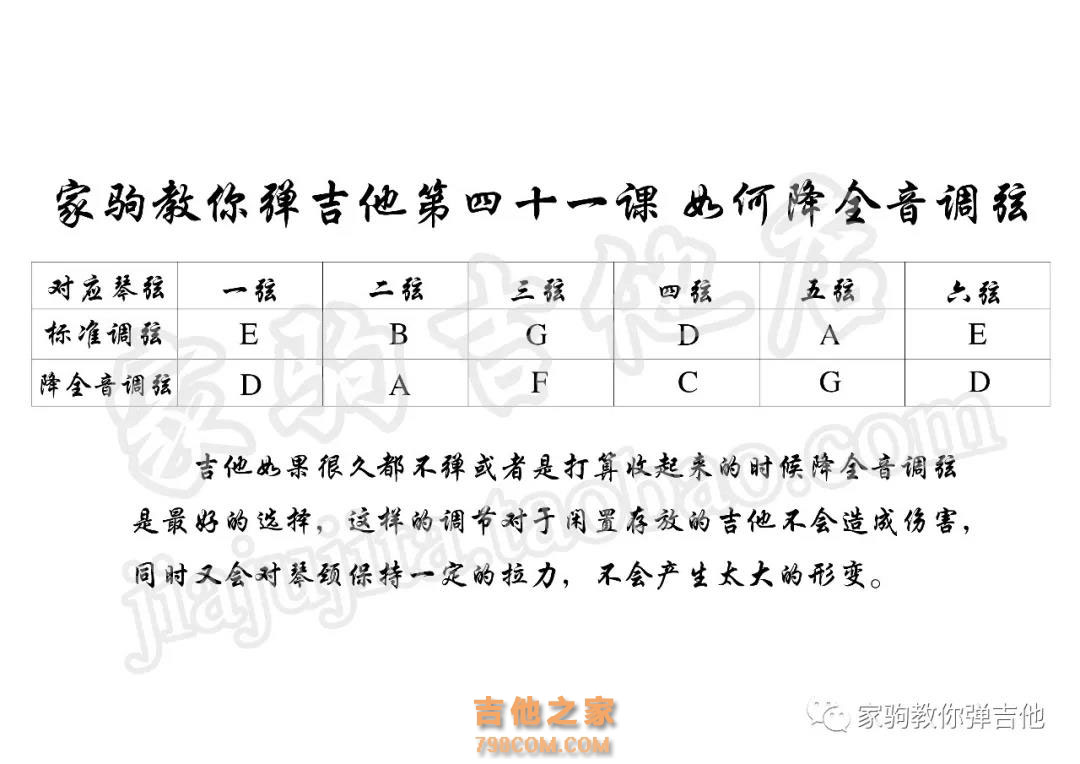 家驹教你弹吉他第四十一课 如何降全音调弦
对应琴弦 一弦 二弦 三弦 四弦 五弦 六弦
标准调弦 E B G D A E
降全音调弦 D A F C G D
吉他如果很久都不弹或者是打算收起来的时候降全音调弦
是最好的选择，这样的调节对于闲置存放的吉他不会造成伤害，
同时又会对琴颈保持一定的拉力，不会产生太大的形变。
家驹吉他店
jiajujita.taobao.com
吉他之家
798COM.COM
家驹教你弹吉他